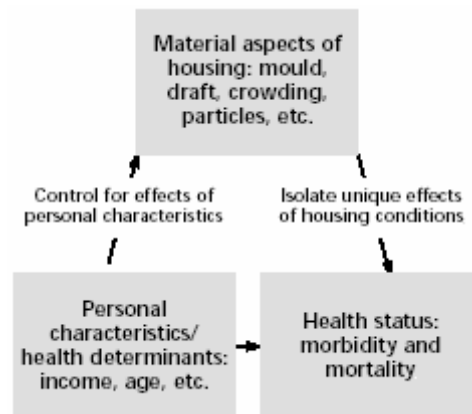 Material aspects of
housing: mould,
draft, crowding,
particles, etc.
Control for effects of
personal characteristics
Isolate unique effects
of housing conditions
Personal
characteristics/
health determinants:
income, age, etc.
Health status:
morbidity and
mortality